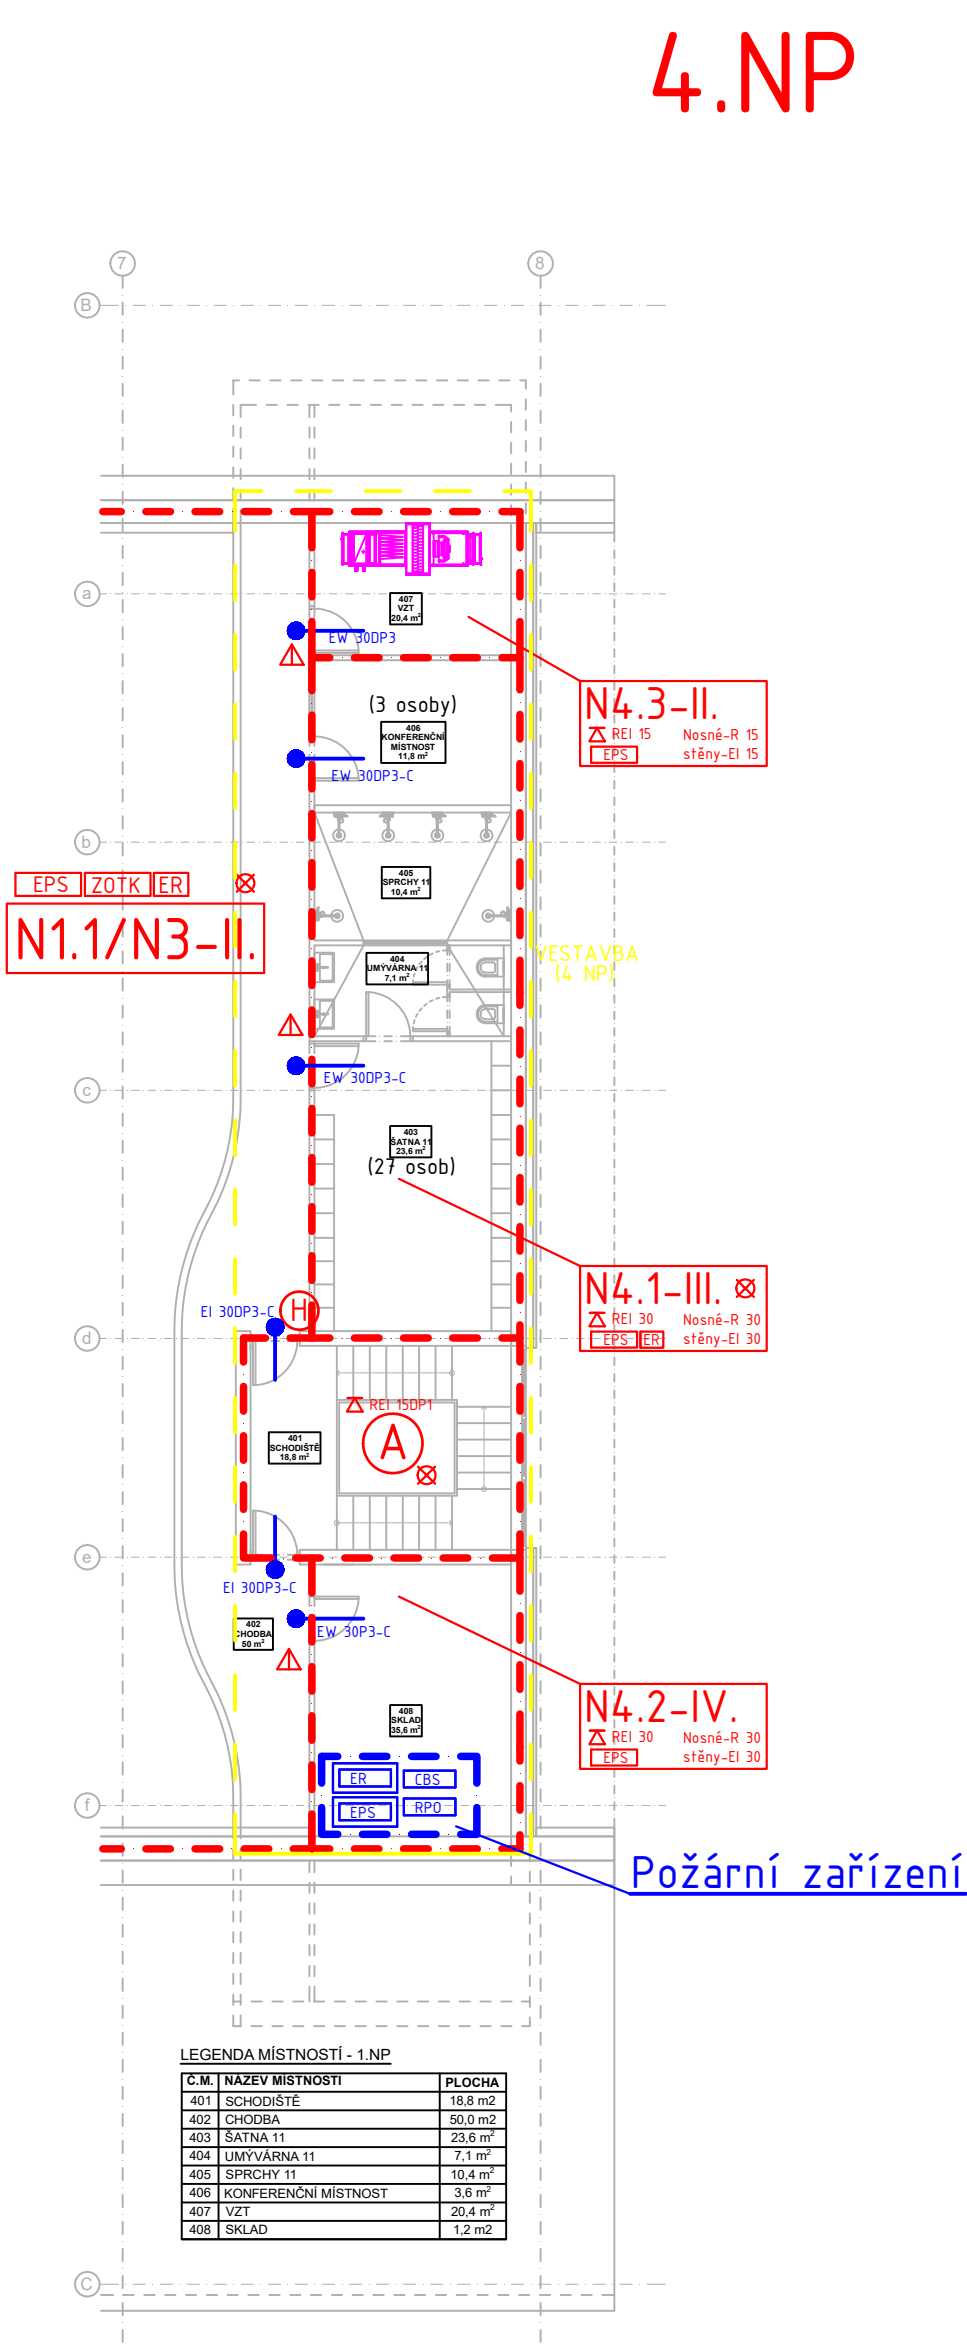 4.NP
7
8
B
a
407
VZT
20,4 m²
EW 30DP3
N4.3-II.
REI 15 Nosné-R 15
EPS stěny-EI 15
(3 osoby)
406
KONFERENČNÍ
MÍSTNOST
11,8 m²
EW 30DP3-C
b
405
SPRCHY 11
10,4 m²
EPS ZOTK ER
N1.1/N3-II.
404
UMÝVÁRNA 11
7,1 m²
VESTAVBA
(4 NP)
EW 30DP3-C
c
403
ŠATNA 11
23,6 m²
(27 osob)
N4.1-III.
REI 30 Nosné-R 30
EPS ER stěny-EI 30
EI 30DP3-C
H
d
REI 15DP1
A
401
SCHODIŠTĚ
18,8 m²
e
EI 30DP3-C
402
CHODBA
50 m²
EW 30P3-C
N4.2-IV.
REI 30 Nosné-R 30
EPS stěny-EI 30
408
SKLAD
35,6 m²
ER CBS
EPS RPO
f
Požární zařízení
LEGENDA MÍSTNOSTÍ - 1.NP
Č.M. NÁZEV MÍSTNOSTI PLOCHA
401 SCHODIŠTĚ 18,8 m2
402 CHODBA 50,0 m2
403 ŠATNA 11 23,6 m²
404 UMÝVÁRNA 11 7,1 m²
405 SPRCHY 11 10,4 m²
406 KONFERENČNÍ MÍSTNOST 3,6 m²
407 VZT 20,4 m²
408 SKLAD 1,2 m2
C